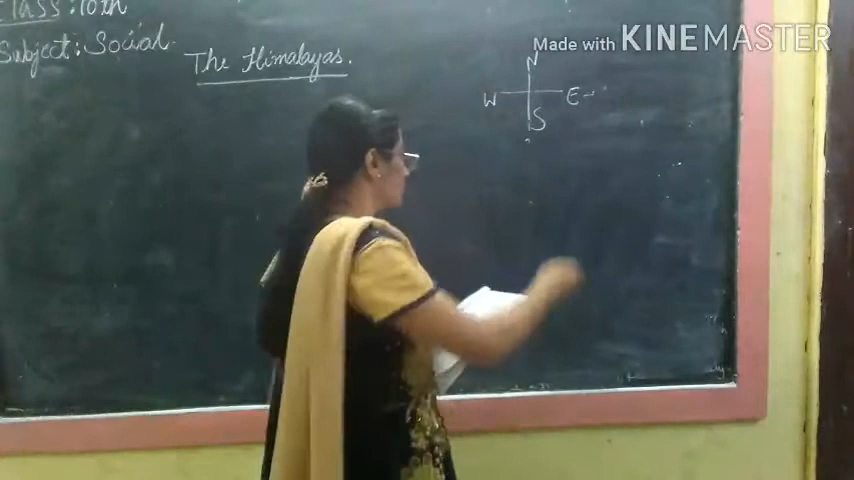 Class: 10th
Subject: Social
The Himalayas.
Made with KINEMASTER
N
W E
S